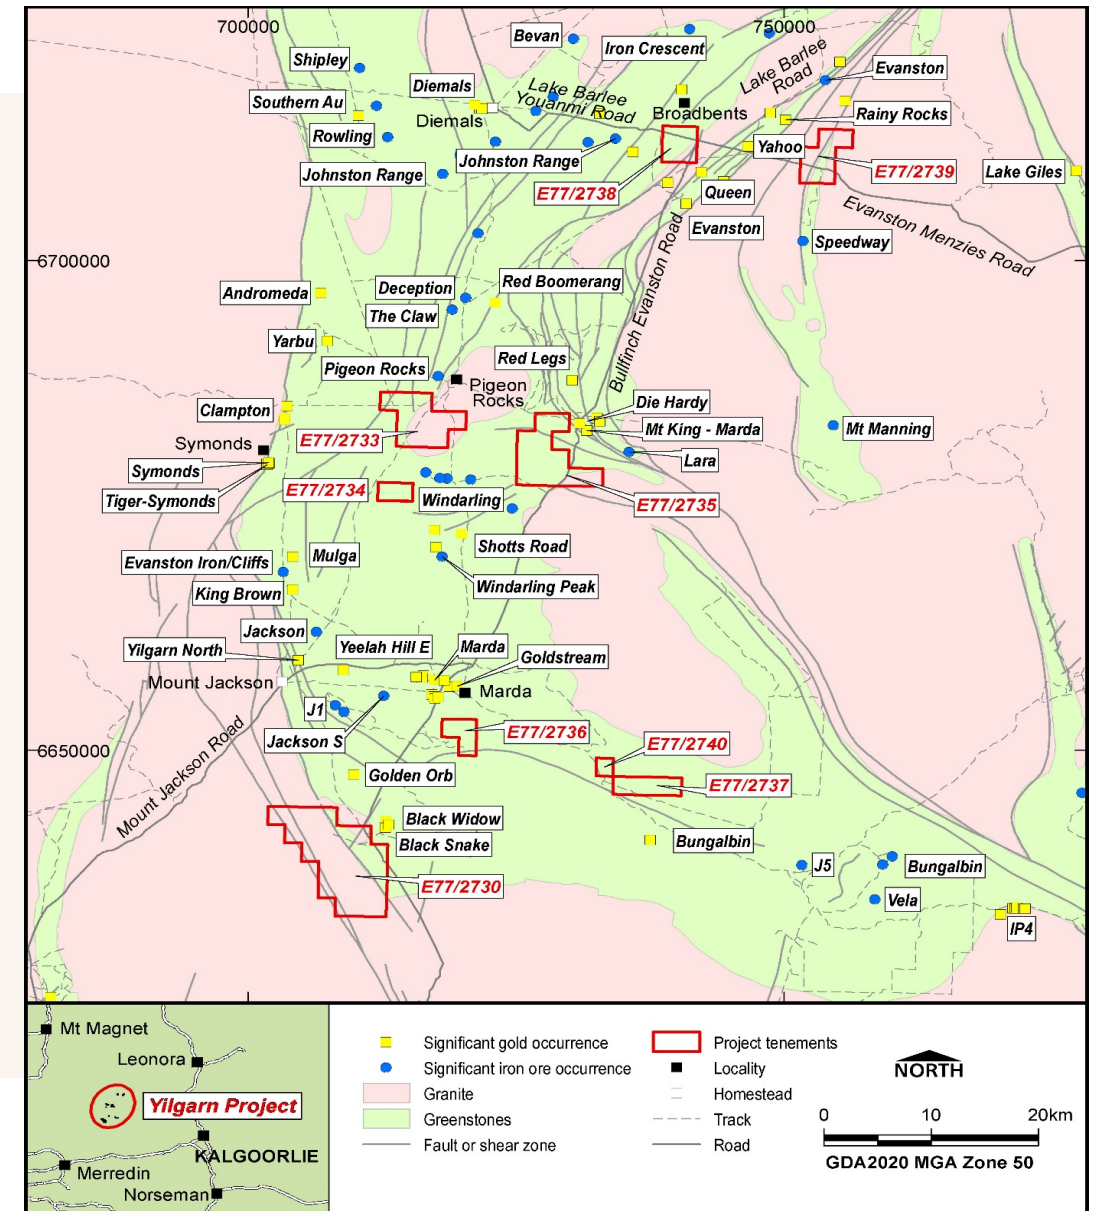 700000
750000
Bevan
Iron Crescent
Lake Barlee
Road
Shipley
Evanston
Diemals
Lake Barlee
Youanmi Road
Southern Au
Broadbents
Rainy Rocks
Diemals
Rowling
Yahoo
Johnston Range
Johnston Range
E77/2738
E77/2739
Lake Giles
Queen
Evanston
Evanston Menzies Road
Speedway
6700000
Bullfinch Evanston Road
Andromeda
Deception
Red Boomerang
The Claw
Yarbu
Red Legs
Pigeon Rocks
Pigeon
Rocks
Die Hardy
Clampton
Mt King - Marda
Mt Manning
Symonds
E77/2733
Lara
Symonds
E77/2734
Tiger-Symonds
Windarling
E77/2735
Shotts Road
Evanston Iron/Cliffs
Mulga
Windarling Peak
King Brown
Jackson
Yilgarn North
Yeelah Hill E
Marda
Goldstream
Mount Jackson
Marda
J1
Jackson S
E77/2736
E77/2740
6650000
Mount Jackson Road
Golden Orb
E77/2737
Black Widow
Black Snake
Bungalbin
J5
Bungalbin
E77/2730
Vela
IP4
Mt Magnet
Leonora
Yilgarn Project
KALGOORLIE
Merredin
Norseman
Significant gold occurrence
Significant iron ore occurrence
Granite
Greenstones
Fault or shear zone
Project tenements
Locality
Homestead
Track
Road
NORTH
0 10 20km
GDA2020 MGA Zone 50